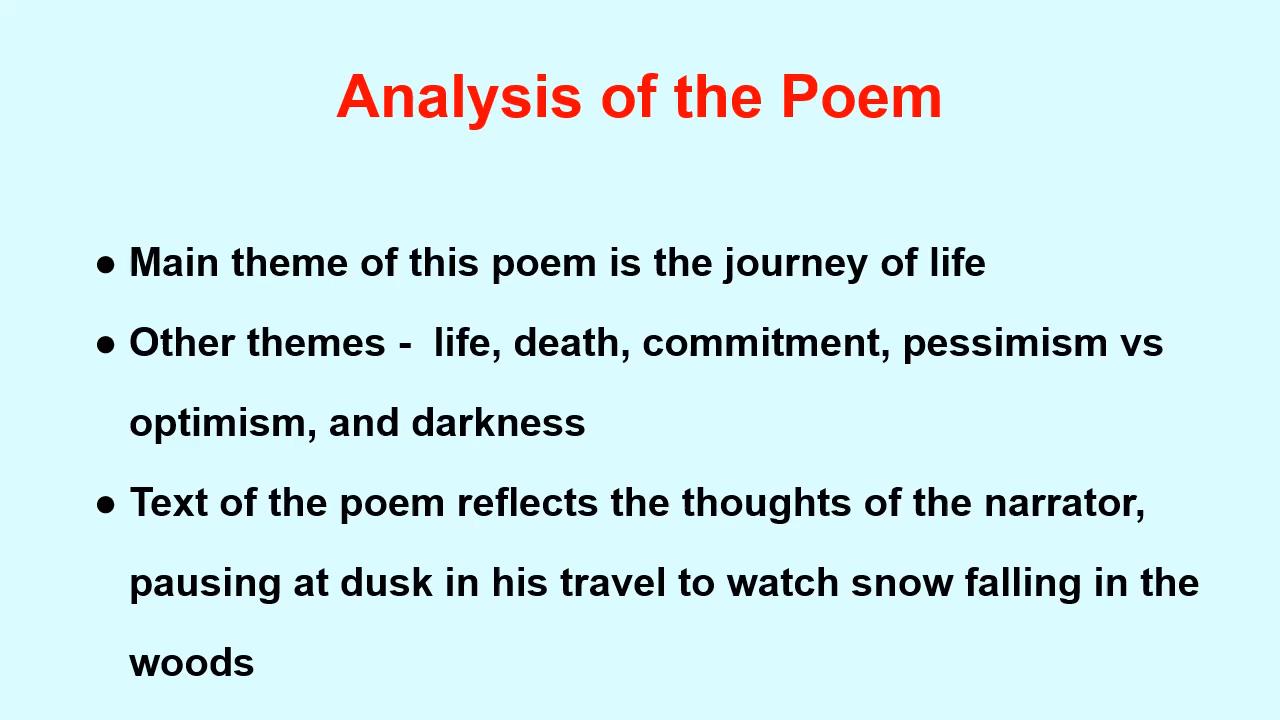 Analysis of the Poem
● Main theme of this poem is the journey of life
● Other themes -  life, death, commitment, pessimism vs
optimism, and darkness
● Text of the poem reflects the thoughts of the narrator,
pausing at dusk in his travel to watch snow falling in the
woods